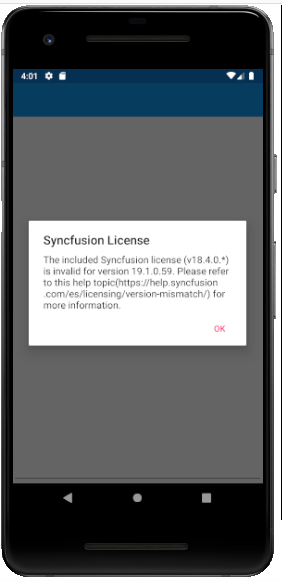 4:01
Syncfusion License
The included Syncfusion license (v18.4.0.*)
is invalid for version 19.1.0.59. Please refer
to this help topic(https://help.syncfusion
.com/es/licensing/version-mismatch/) for
more information.
OK